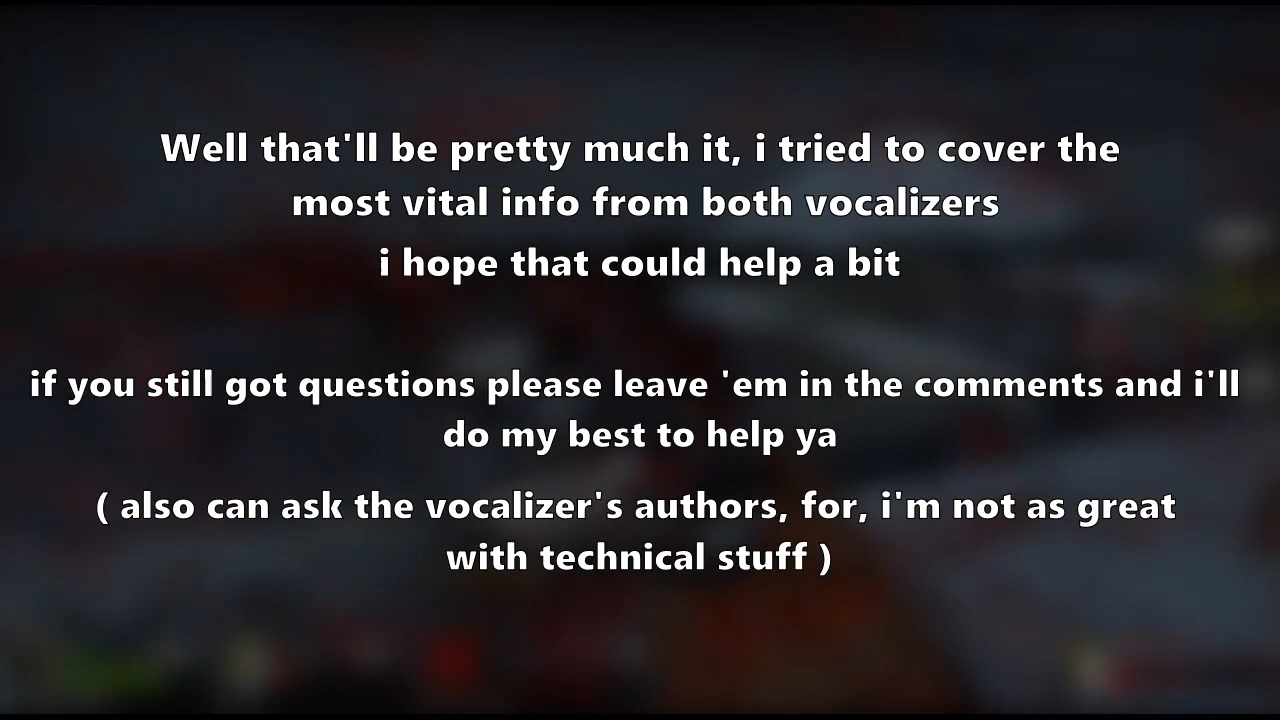 Well that'll be pretty much it, i tried to cover the
most vital info from both vocalizers
i hope that could help a bit
if you still got questions please leave 'em in the comments and i'll
do my best to help ya
( also can ask the vocalizer's authors, for, i'm not as great
with technical stuff )